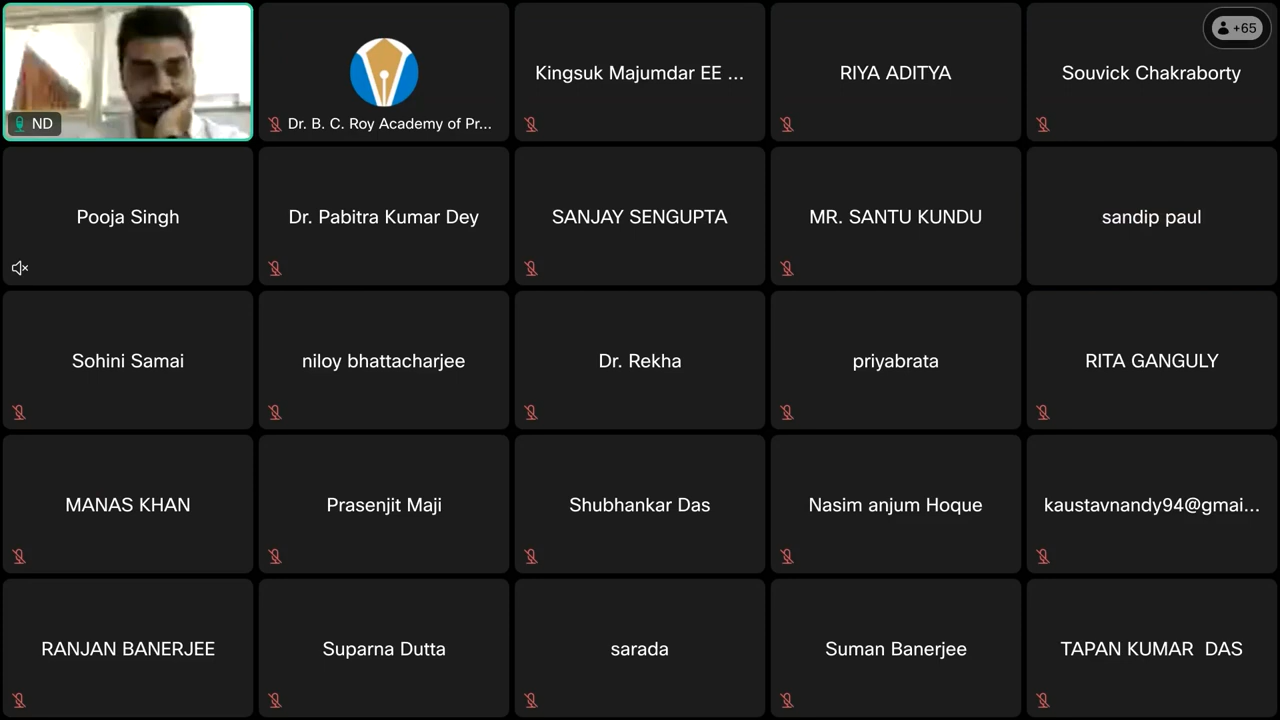 ND
Dr. B. C. Roy Academy of Pr...
Kingsuk Majumdar EE ...
RIYA ADITYA
Souvick Chakraborty
+65
Pooja Singh
Dr. Pabitra Kumar Dey
SANJAY SENGUPTA
MR. SANTU KUNDU
sandip paul
Sohini Samai
niloy bhattacharjee
Dr. Rekha
priyabrata
RITA GANGULY
MANAS KHAN
Prasenjit Maji
Shubhankar Das
Nasim anjum Hoque
kaustavnandy94@gmai...
RANJAN BANERJEE
Suparna Dutta
sarada
Suman Banerjee
TAPAN KUMAR  DAS